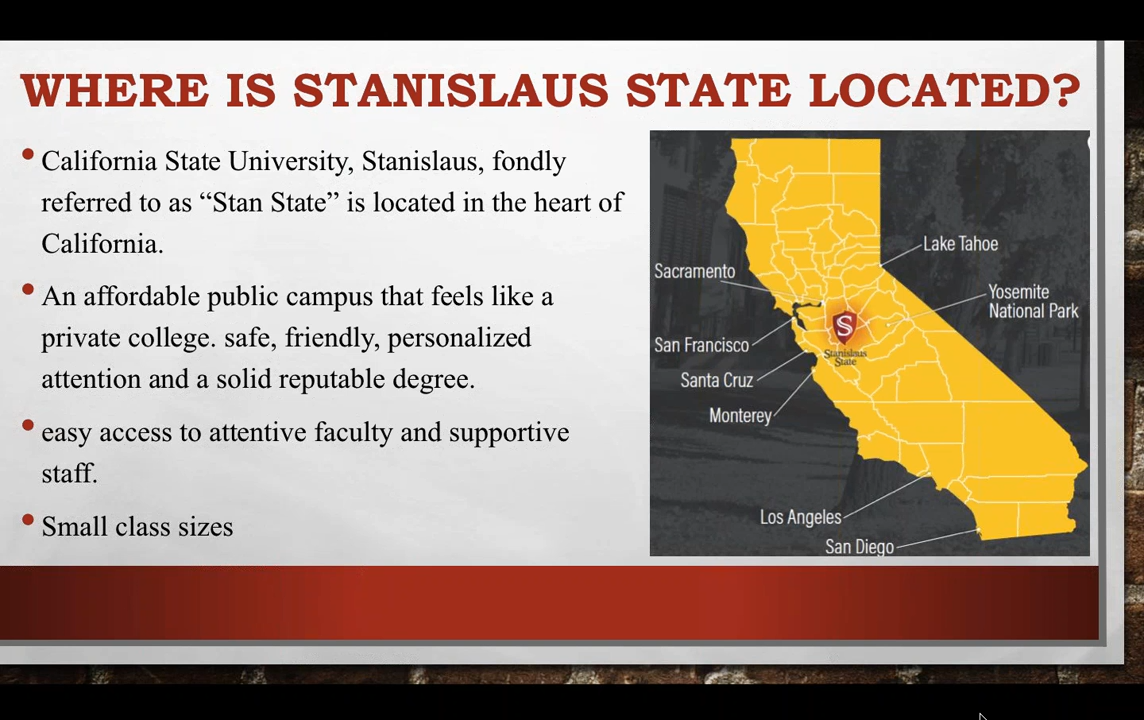 WHERE IS STANISLAUS STATE LOCATED?
• California State University, Stanislaus, fondly
referred to as “Stan State” is located in the heart of
California.
• An affordable public campus that feels like a
private college. safe, friendly, personalized
attention and a solid reputable degree.
• easy access to attentive faculty and supportive
staff.
• Small class sizes
Lake Tahoe
Sacramento
Yosemite
National Park
S
Stanislaus
State
San Francisco
Santa Cruz
Monterey
Los Angeles
San Diego